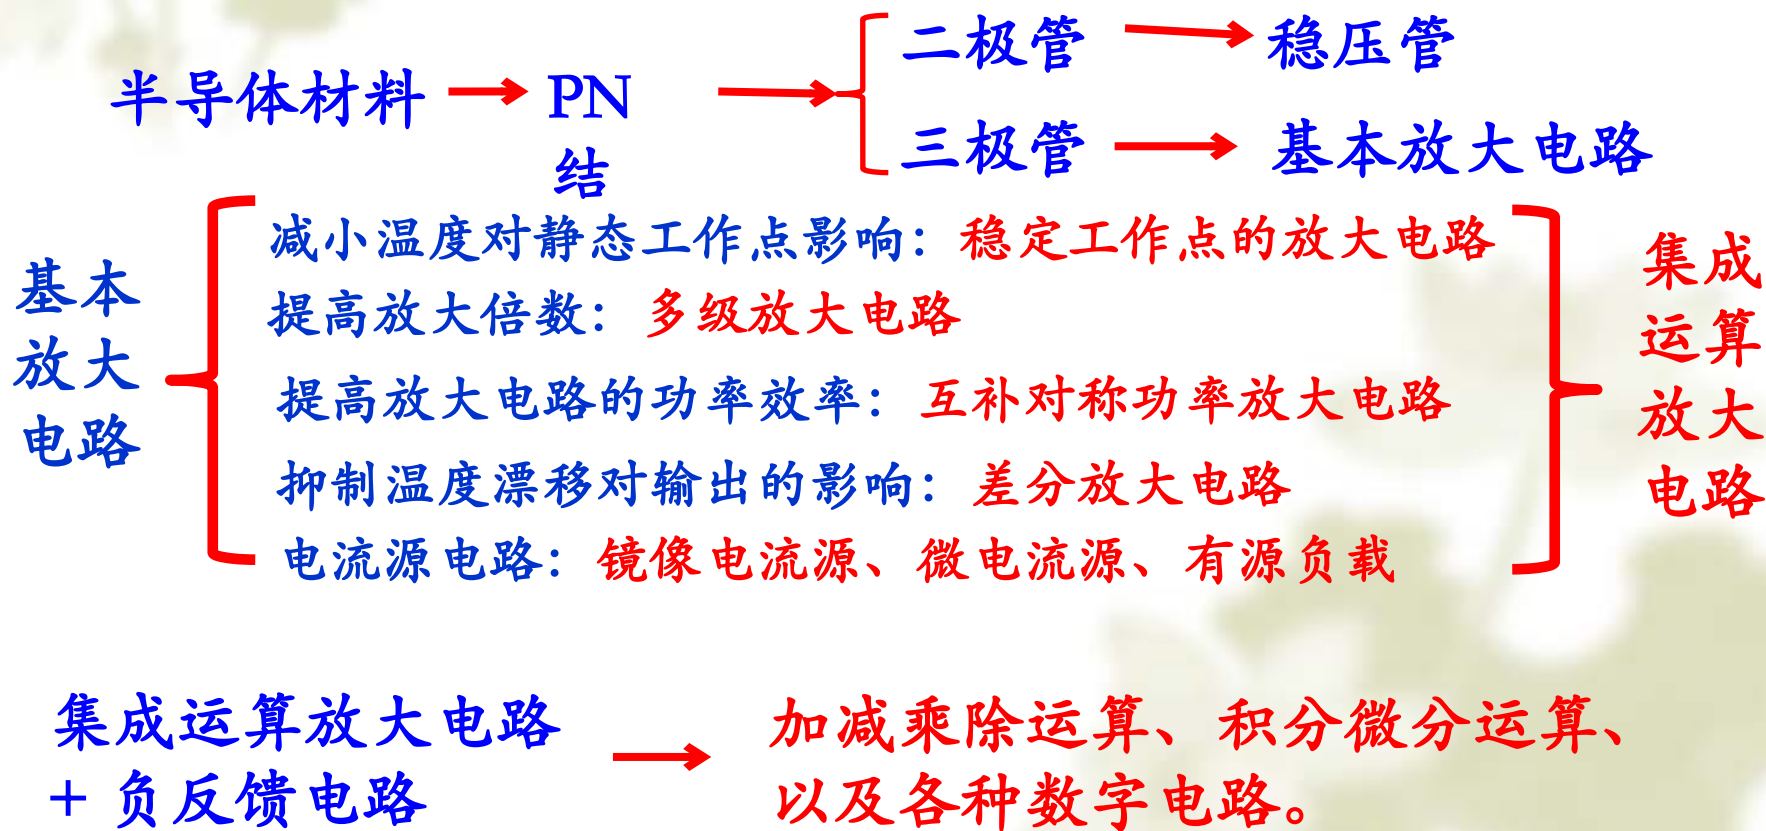 二极管 稳压管
半导体材料 PN
结
三极管 基本放大电路
基本
放大
电路
减小温度对静态工作点影响：稳定工作点的放大电路
提高放大倍数：多级放大电路
提高放大电路的功率效率：互补对称功率放大电路
抑制温度漂移对输出的影响：差分放大电路
电流源电路：镜像电流源、微电流源、有源负载
集成
运算
放大
电路
集成运算放大电路
+ 负反馈电路
加减乘除运算、积分微分运算、
以及各种数字电路。